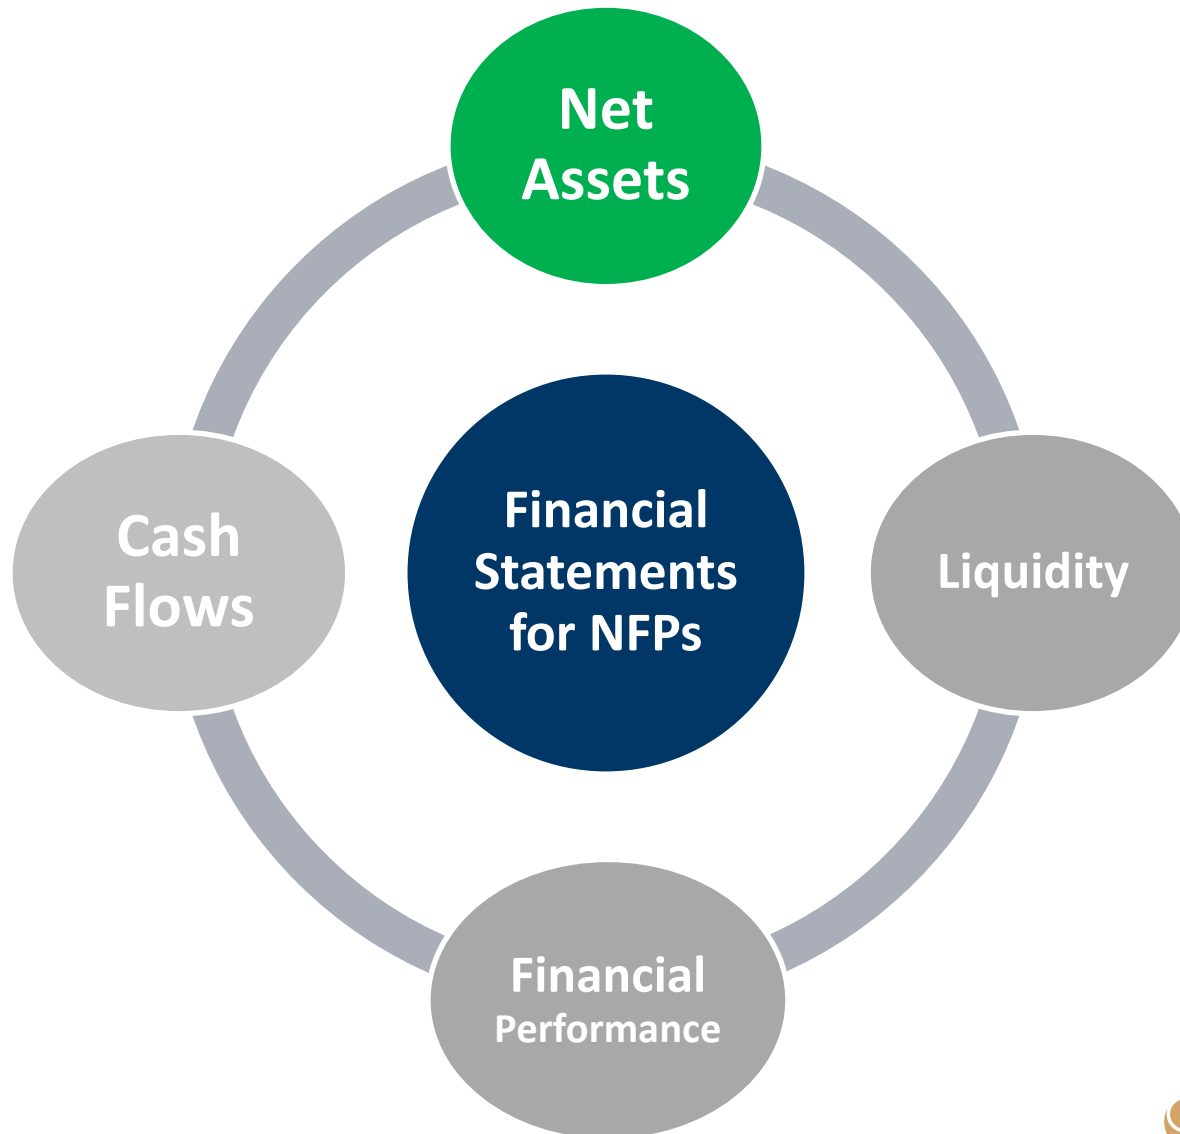 Net
Assets
Cash
Flows
Financial
Statements
for NFPs
Liquidity
Financial
Performance